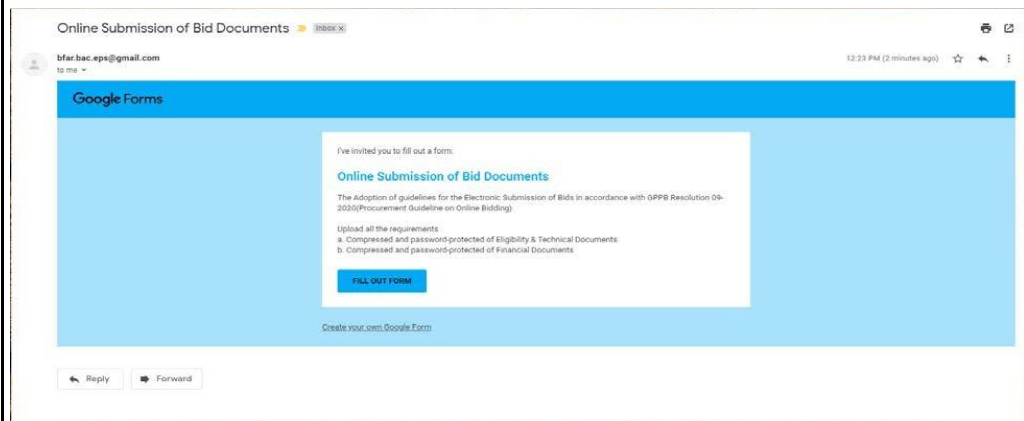 Online Submission of Bid Documents
Inbox x
bfar.bac.eps@gmail.com
12:23 PM (2 minutes ago)
to me
Google Forms
I've invited you to fill out a form:
Online Submission of Bid Documents
The Adoption of guidelines for the Electronic Submission of Bids in accordance with GPPB Resolution 09-
2020(Procurement Guideline on Online Bidding)
Upload all the requirements
a. Compressed and password-protected of Eligibility & Technical Documents
b. Compressed and password-protected of Financial Documents
FILL OUT FORM
Create your own Google Form
Reply
Forward